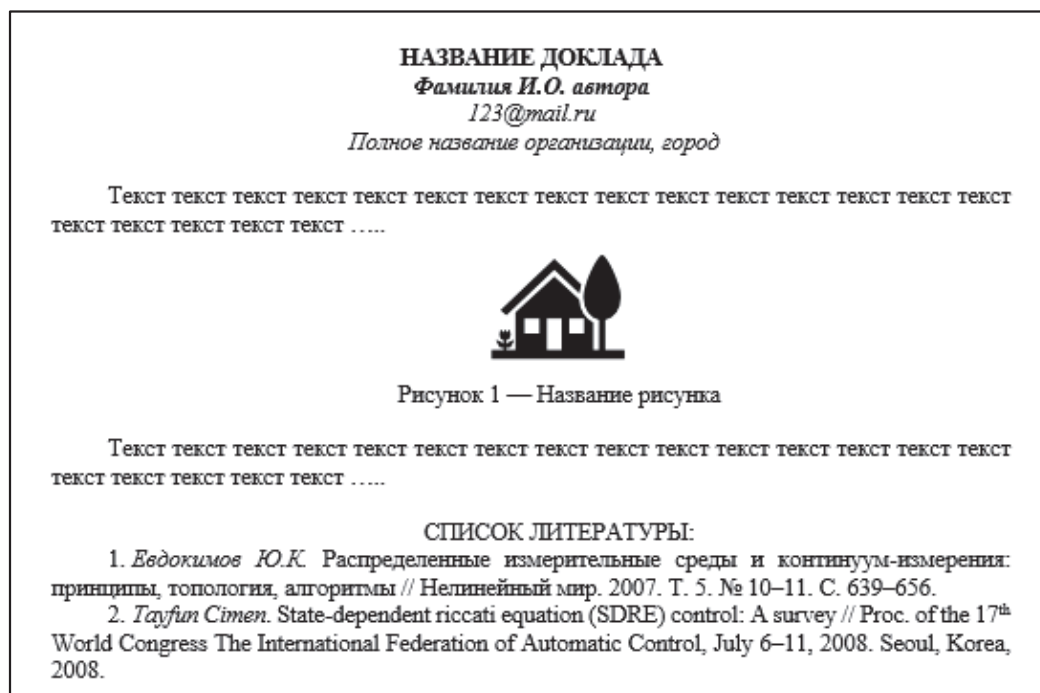 НАЗВАНИЕ ДОКЛАДА
Фамилия И.О. автора
123@mail.ru
Полное название организации, город
Текст текст текст текст текст текст текст текст текст текст текст текст текст текст текст
текст текст текст текст текст …..
Рисунок 1 — Название рисунка
Текст текст текст текст текст текст текст текст текст текст текст текст текст текст текст
текст текст текст текст текст …..
СПИСОК ЛИТЕРАТУРЫ:
1. Евдокимов Ю.К. Распределенные измерительные среды и континуум-измерения:
принципы, топология, алгоритмы // Нелинейный мир. 2007. Т. 5. № 10–11. С. 639–656.
2. Tayfun Cimen. State-dependent riccati equation (SDRE) control: A survey // Proc. of the 17th
World Congress The International Federation of Automatic Control, July 6–11, 2008. Seoul, Korea,
2008.